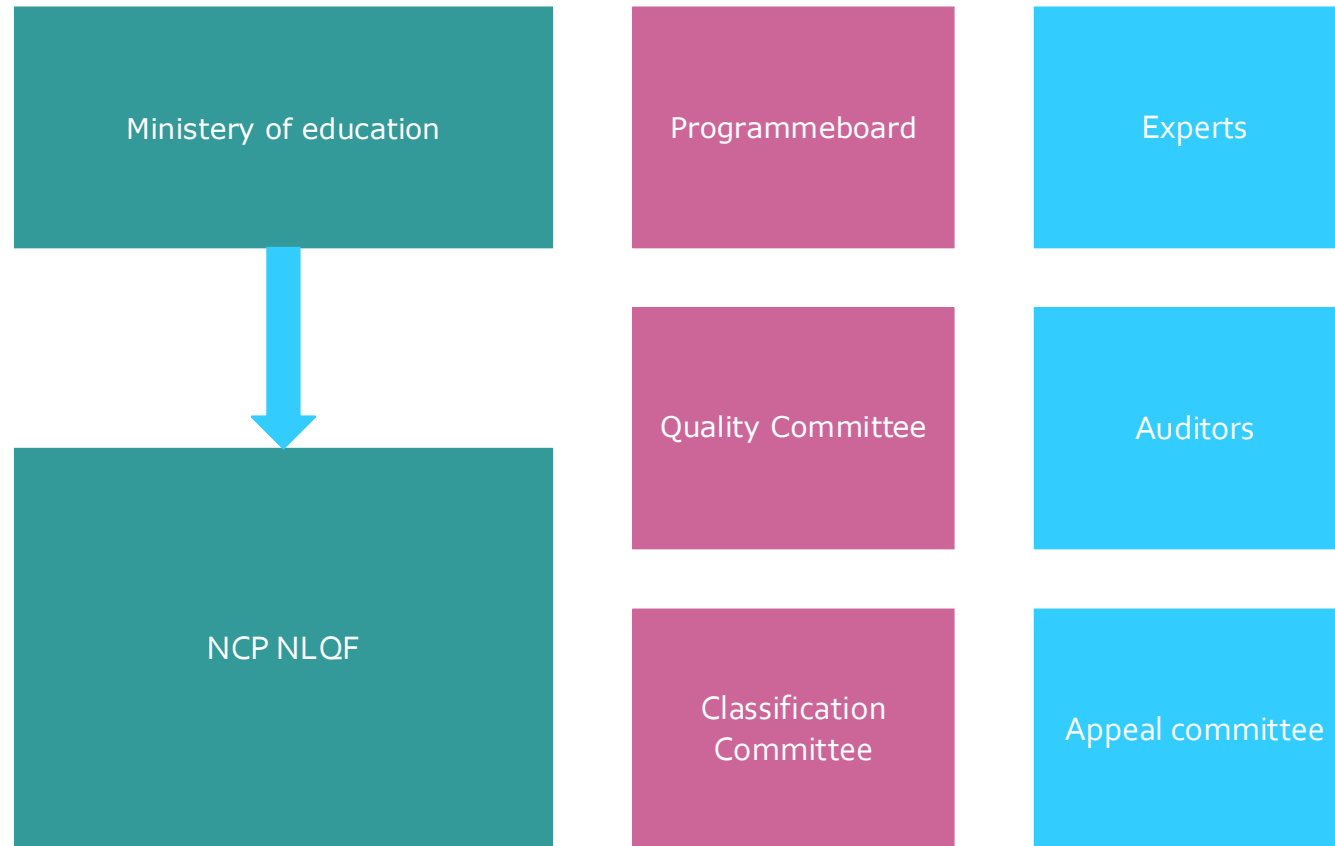 Ministery of education
Programmeboard
Experts
Quality Committee
Auditors
NCP NLQF
Classification
Committee
Appeal committee